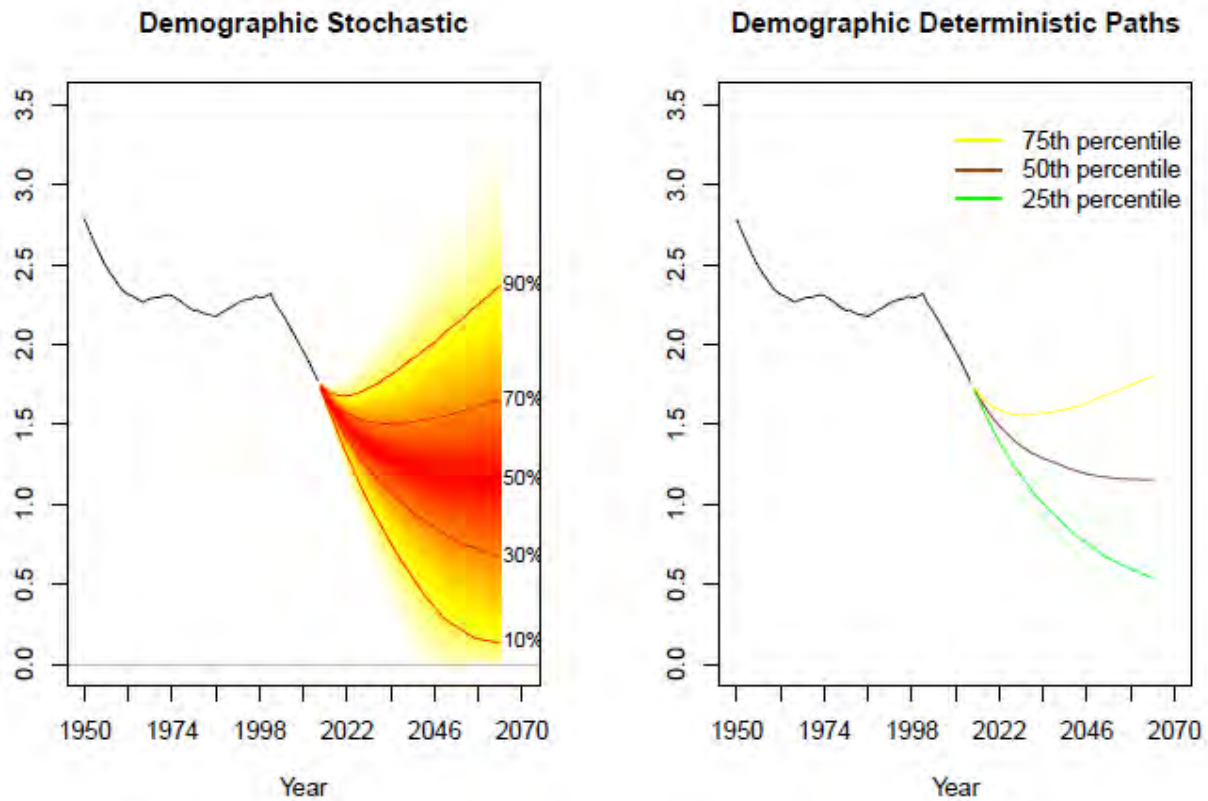 Demographic Stochastic
3.5
3.0
2.5
2.0
1.5
1.0
0.5
0.0
90%
70%
50%
30%
10%
1950 1974 1998 2022 2046 2070
Year
Demographic Deterministic Paths
3.5
3.0
2.5
2.0
1.5
1.0
0.5
0.0
75th percentile
50th percentile
25th percentile
1950 1974 1998 2022 2046 2070
Year